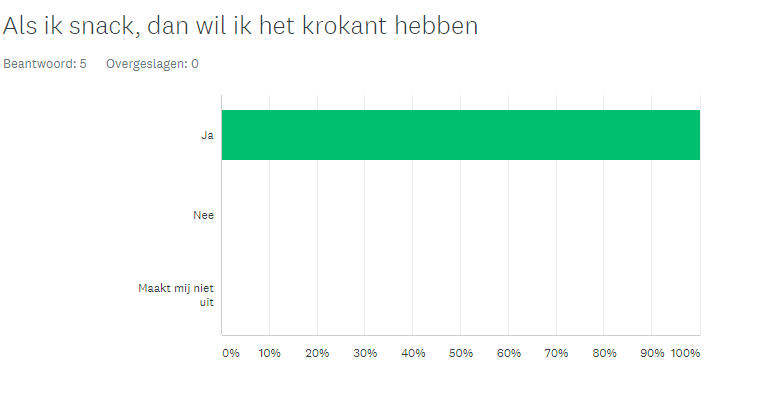 Als ik snack, dan wil ik het krokant hebben
Beantwoord: 5 Overgeslagen: 0
Ja
Nee
Maakt mij niet
uit
0% 10% 20% 30% 40% 50% 60% 70% 80% 90% 100%